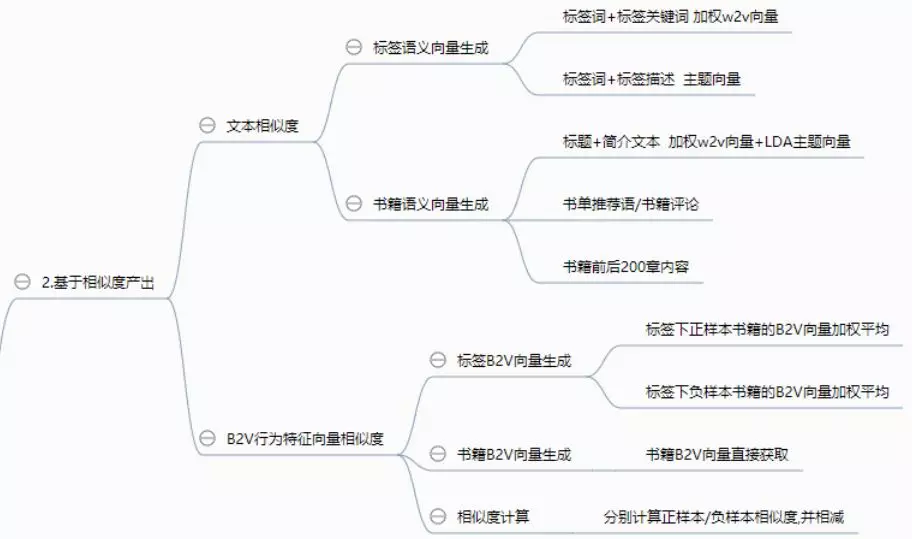 2.基于相似度产出
文本相似度
标签语义向量生成
标签词+标签关键词 加权w2v向量
标签词+标签描述 主题向量
书籍语义向量生成
标题+简介文本 加权w2v向量+LDA主题向量
书单推荐语/书籍评论
书籍前后200章内容
B2V行为特征向量相似度
标签B2V向量生成
标签下正样本书籍的B2V向量加权平均
标签下负样本书籍的B2V向量加权平均
书籍B2V向量生成
书籍B2V向量直接获取
相似度计算
分别计算正样本/负样本相似度,并相减